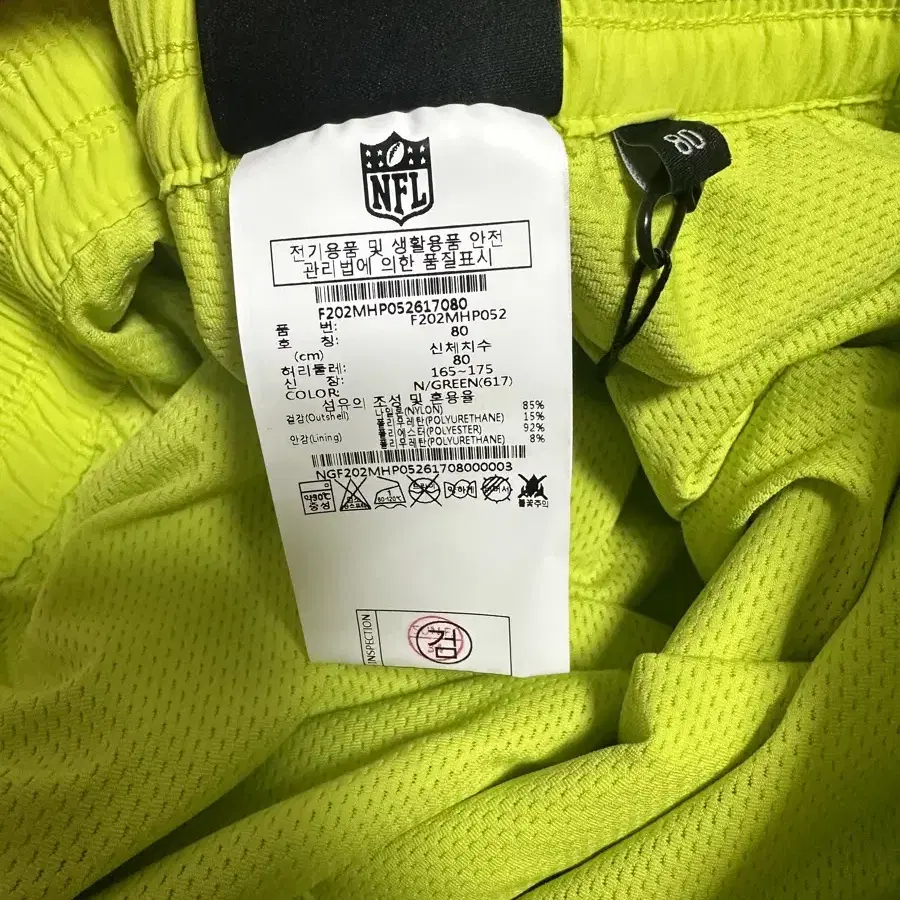 80
NFL
전기용품 및 생활용품 안전
관리법에 의한 품질표시
F202MHP052617080
품 번: F202MHP052
호 칭: 80
(cm) 신체치수
허리둘레: 80
신 장: 165~175
COLOR: N/GREEN(617)
섬유의 조성 및 혼용율
겉감(Outshell) 나일론(NYLON) 85%
폴리우레탄(POLYURETHANE) 15%
안감(Lining) 폴리에스터(POLYESTER) 92%
폴리우레탄(POLYURETHANE) 8%
NGF202MHP05261708000003
중성
80-120℃
약하게
불꽃주의
INSPECTION
검